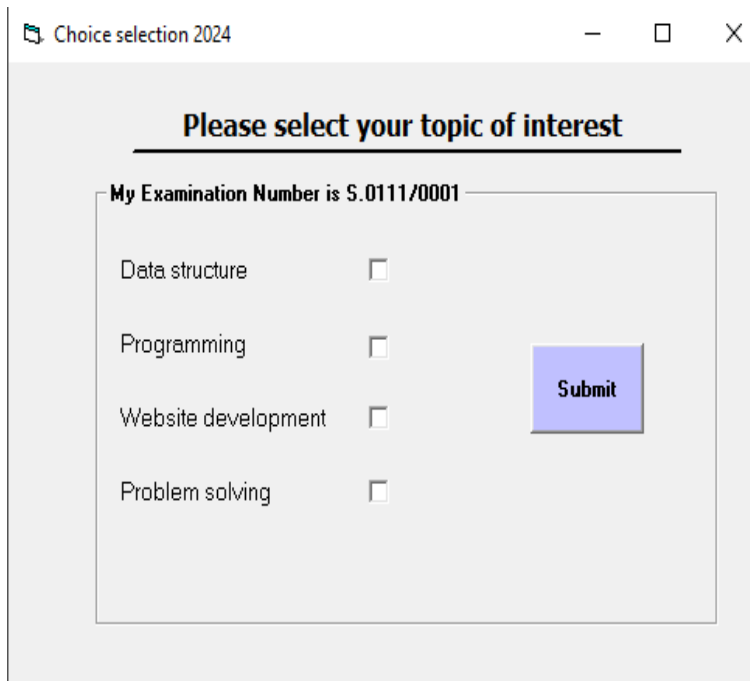 Choice selection 2024
Please select your topic of interest
My Examination Number is S.0111/0001
Data structure
Programming
Submit
Website development
Problem solving